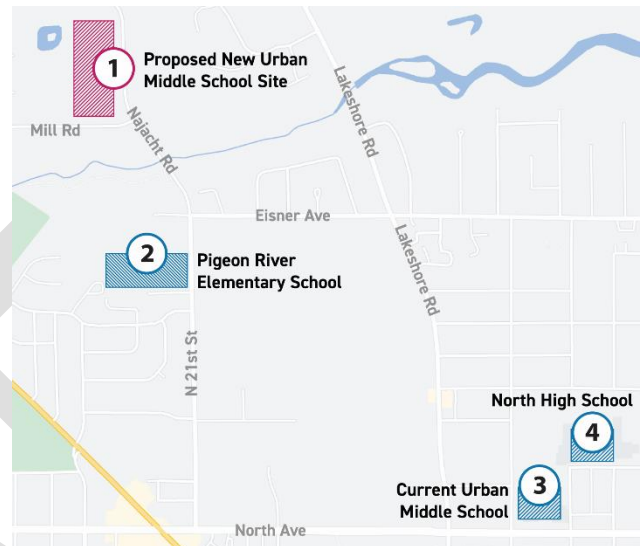 1
Proposed New Urban
Middle School Site
Mill Rd
Najacht Rd
Lakeshore Rd
Eisner Ave
Lakeshore Rd
2
Pigeon River
Elementary School
N 21st St
North High School
4
Current Urban
Middle School
3
North Ave